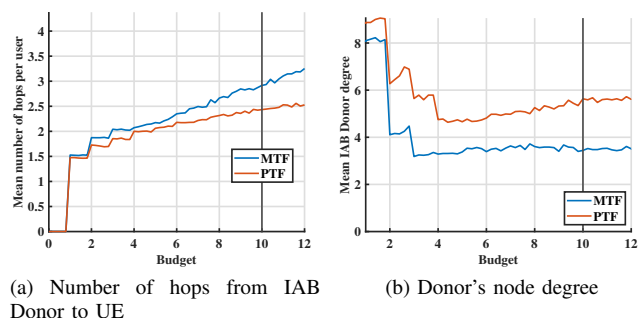 Mean number of hops per user
4
3.5
3
2.5
2
1.5
1
0.5
0
0 2 4 6 8 10 12
Budget
MTF
PTF
(a) Number of hops from IAB
Donor to UE
Mean IAB Donor degree
8
6
4
2
0
2 4 6 8 10 12
Budget
MTF
PTF
(b) Donor's node degree